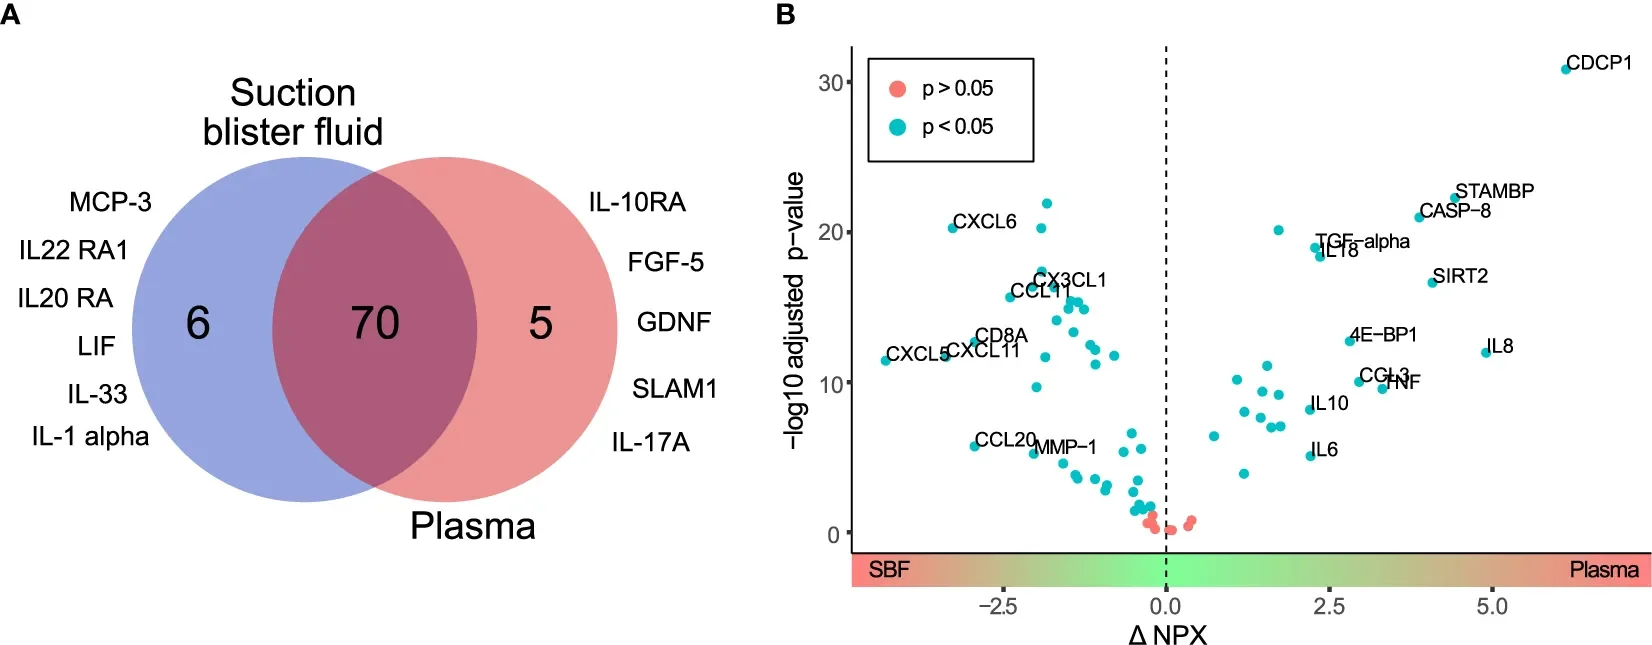 A
Suction
blister fluid
MCP-3
IL22 RA1
IL20 RA
LIF
IL-33
IL-1 alpha
6
70
5
IL-10RA
FGF-5
GDNF
SLAM1
IL-17A
Plasma
B
−log10 adjusted p−value
30
20
10
0
p > 0.05
p < 0.05
CDCP1
STAMBP
CASP−8
CXCL6
TGF−alpha
IL18
SIRT2
CX3CL1
CCL11
4E−BP1
CD8A
IL8
CXCL5
CXCL11
CCL3
TNF
IL10
CCL20
MMP−1
IL6
SBF
Plasma
−2.5
0.0
2.5
5.0
Δ NPX